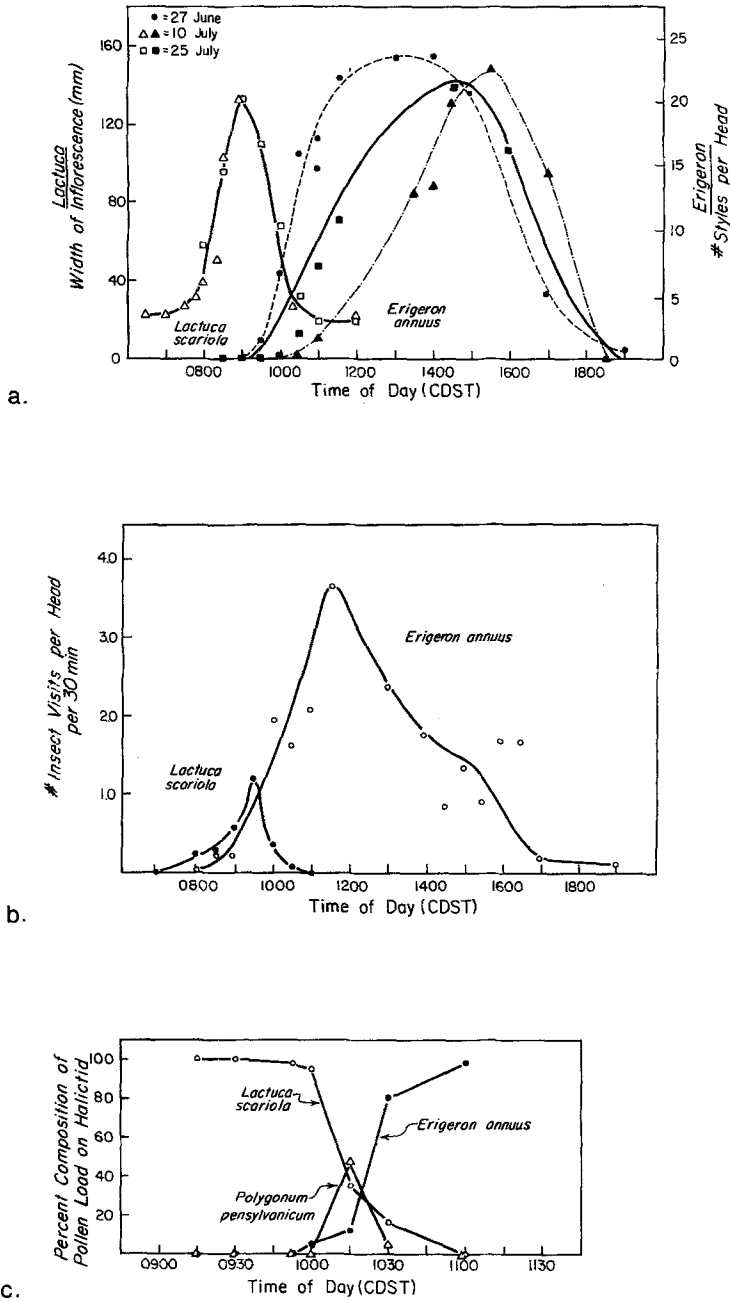 ●=27 June
△▲=10 July
□■=25 July
160
120
80
40
0
Lactuca
Width of Inflorescence (mm)
25
20
15
10
5
0
Erigeron
# Styles per Head
Lactuca
scariola
Erigeron
annuus
0800 1000 1200 1400 1600 1800
Time of Day (CDST)
a.
4.0
3.0
2.0
1.0
# Insect Visits per Head
per 30 min
Erigeron annuus
Lactuca
scoriola
0800 1000 1200 1400 1600 1800
Time of Day (CDST)
b.
100
80
60
40
20
Percent Composition of
Pollen Load on Halictid
Lactuca
scariola
Erigeron annuus
Polygonum
pensylvanicum
0900 0930 1000 1030 1100 1130
Time of Day (CDST)
c.